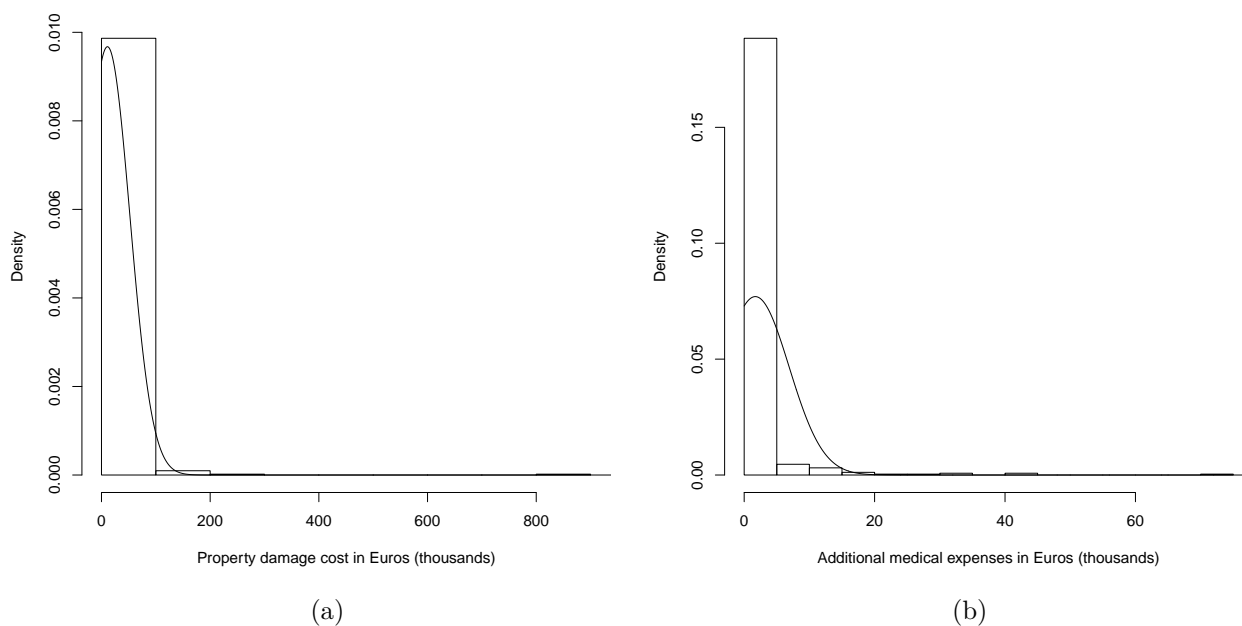 0.010
0.008
0.006
0.004
0.002
0.000
Density
0 200 400 600 800
Property damage cost in Euros (thousands)
(a)
0.15
0.10
0.05
0.00
Density
0 20 40 60
Additional medical expenses in Euros (thousands)
(b)